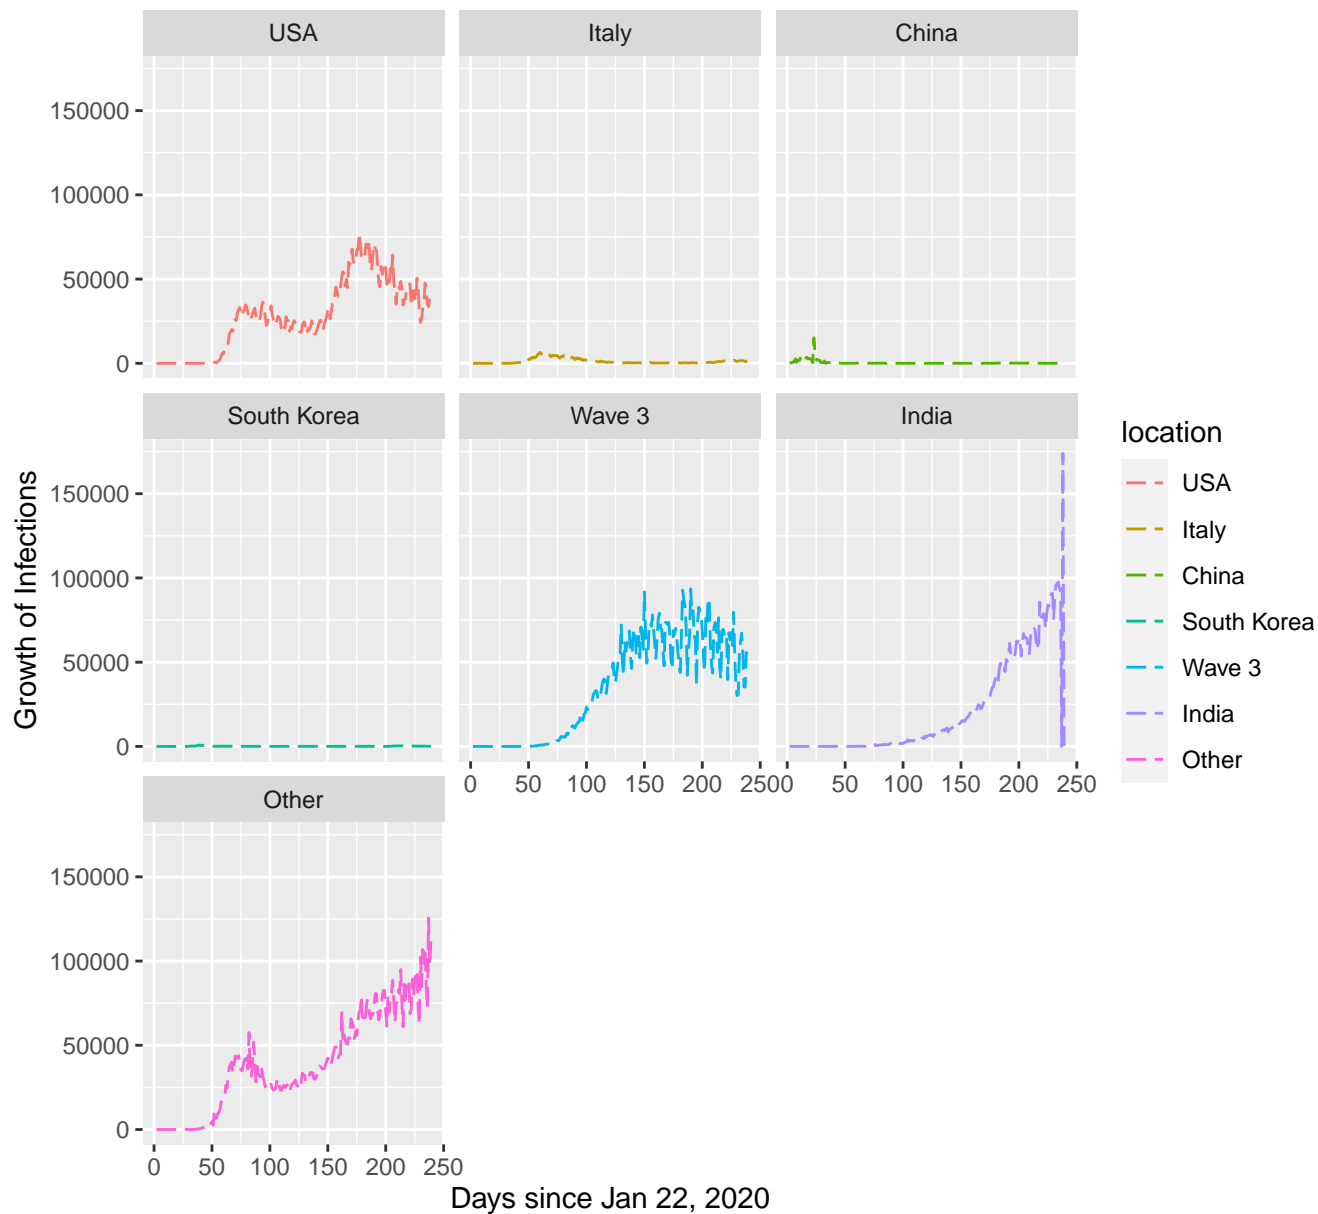 USA
Italy
China
150000
100000
50000
0
South Korea
Wave 3
India
150000
100000
50000
0
0 50 100 150 200 250
0 50 100 150 200 250
Other
150000
100000
50000
0
0 50 100 150 200 250
Growth of Infections
Days since Jan 22, 2020
location
USA
Italy
China
South Korea
Wave 3
India
Other